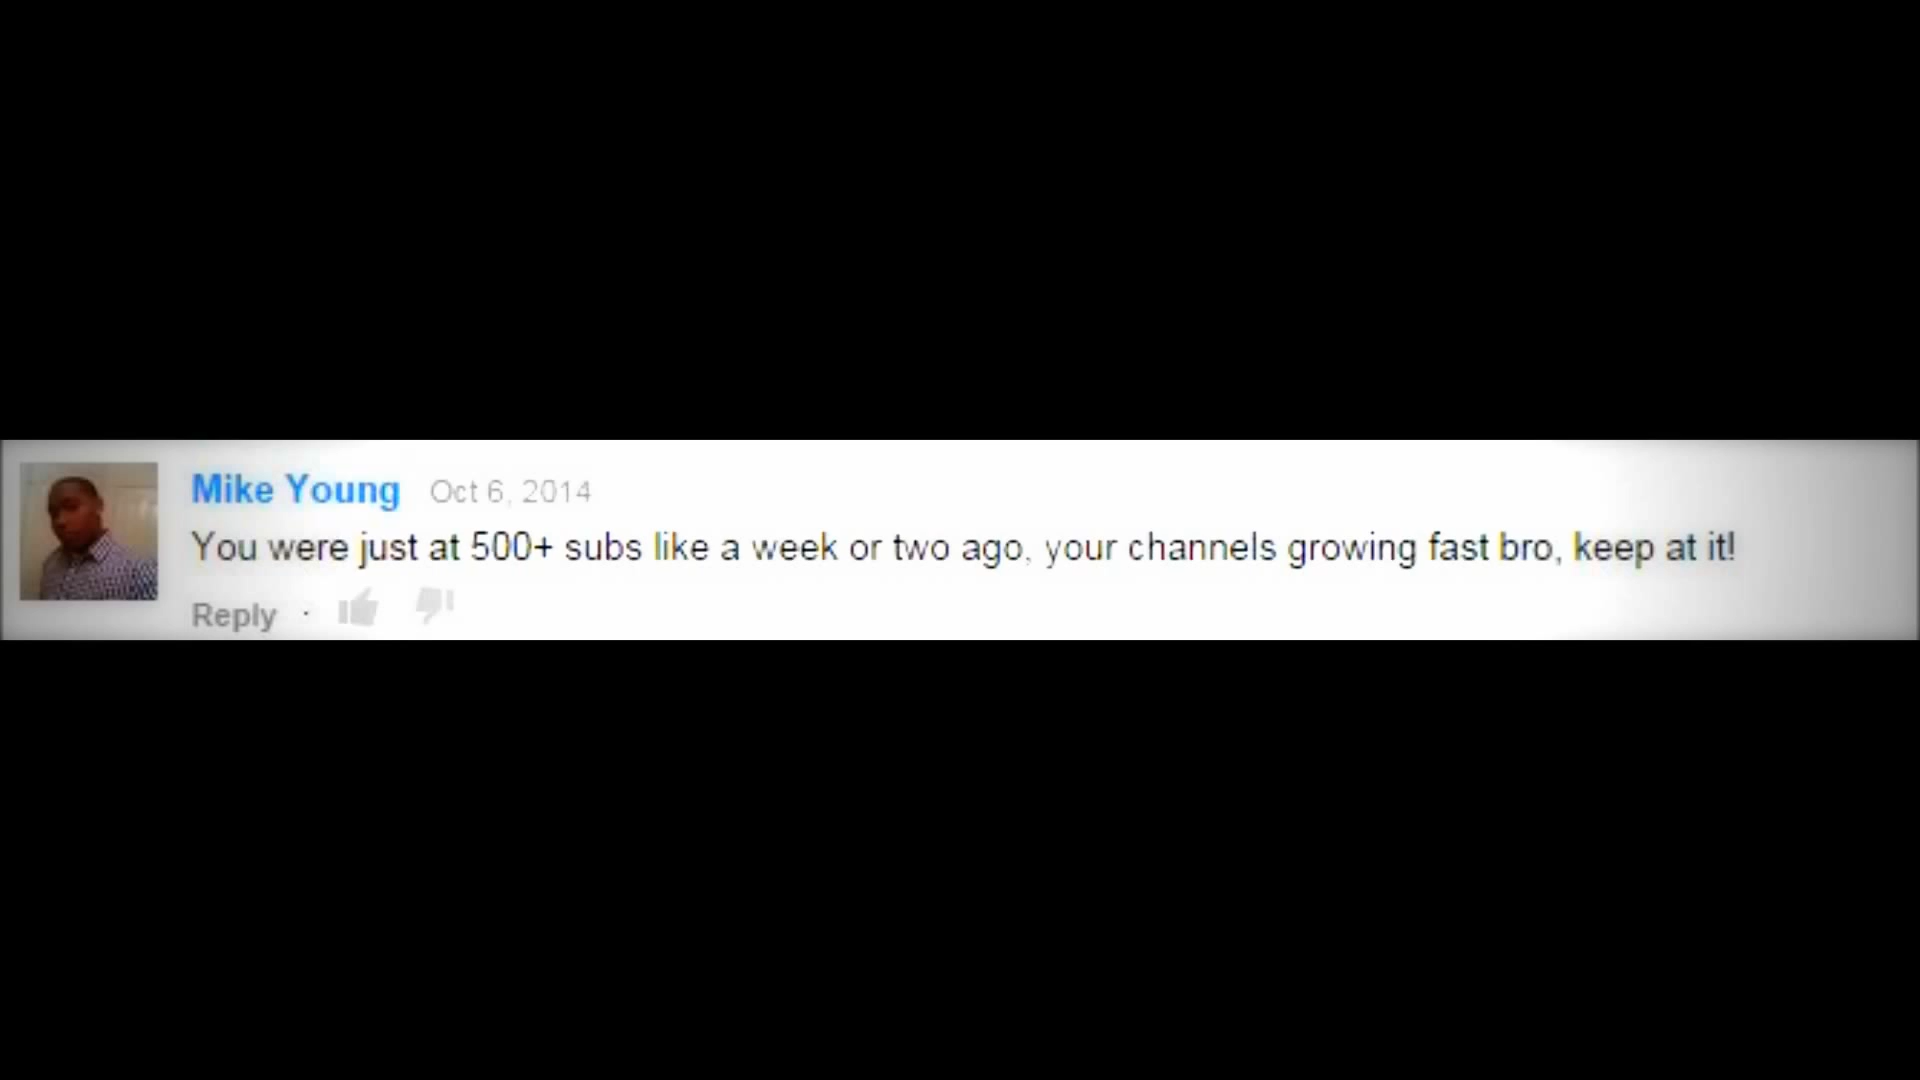 Mike Young Oct 6, 2014
You were just at 500+ subs like a week or two ago, your channels growing fast bro, keep at it!
Reply ·